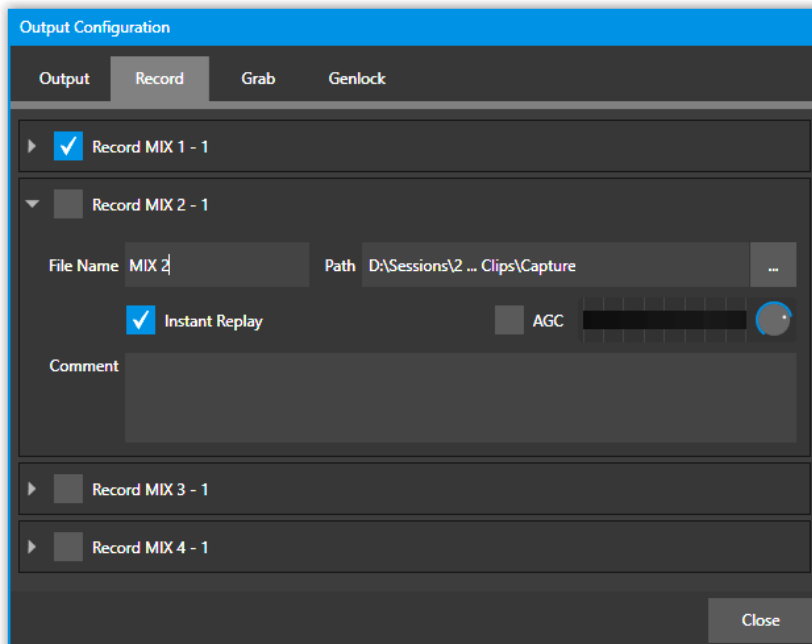 Output Configuration
Output Record Grab Genlock
Record MIX 1 - 1
Record MIX 2 - 1
File Name MIX 2 Path D:\Sessions\2 ... Clips\Capture ...
Instant Replay AGC
Comment
Record MIX 3 - 1
Record MIX 4 - 1
Close